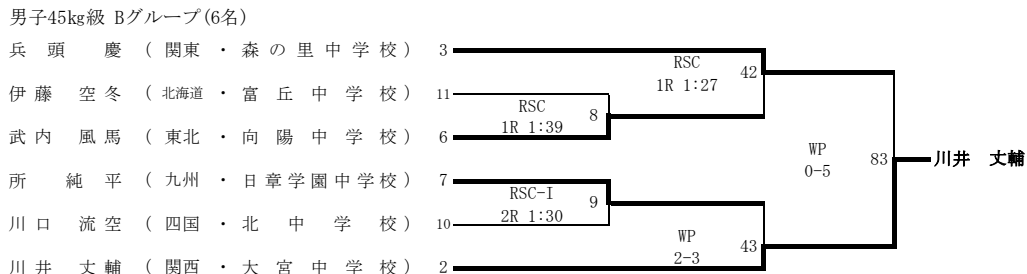 男子45kg級 Bグループ(6名)
兵頭 慶 ( 関東 ・ 森の里中学校 ) 3
RSC
1R 1:27
42
伊藤 空冬 ( 北海道 ・ 富丘中学校 ) 11
RSC
1R 1:39
8
武内 風馬 ( 東北 ・ 向陽中学校 ) 6
WP
0-5
83
川井 丈輔
所 純平 ( 九州 ・ 日章学園中学校 ) 7
RSC-I
2R 1:30
9
川口 流空 ( 四国 ・ 北中学校 ) 10
WP
2-3
43
川井 丈輔 ( 関西 ・ 大宮中学校 ) 2